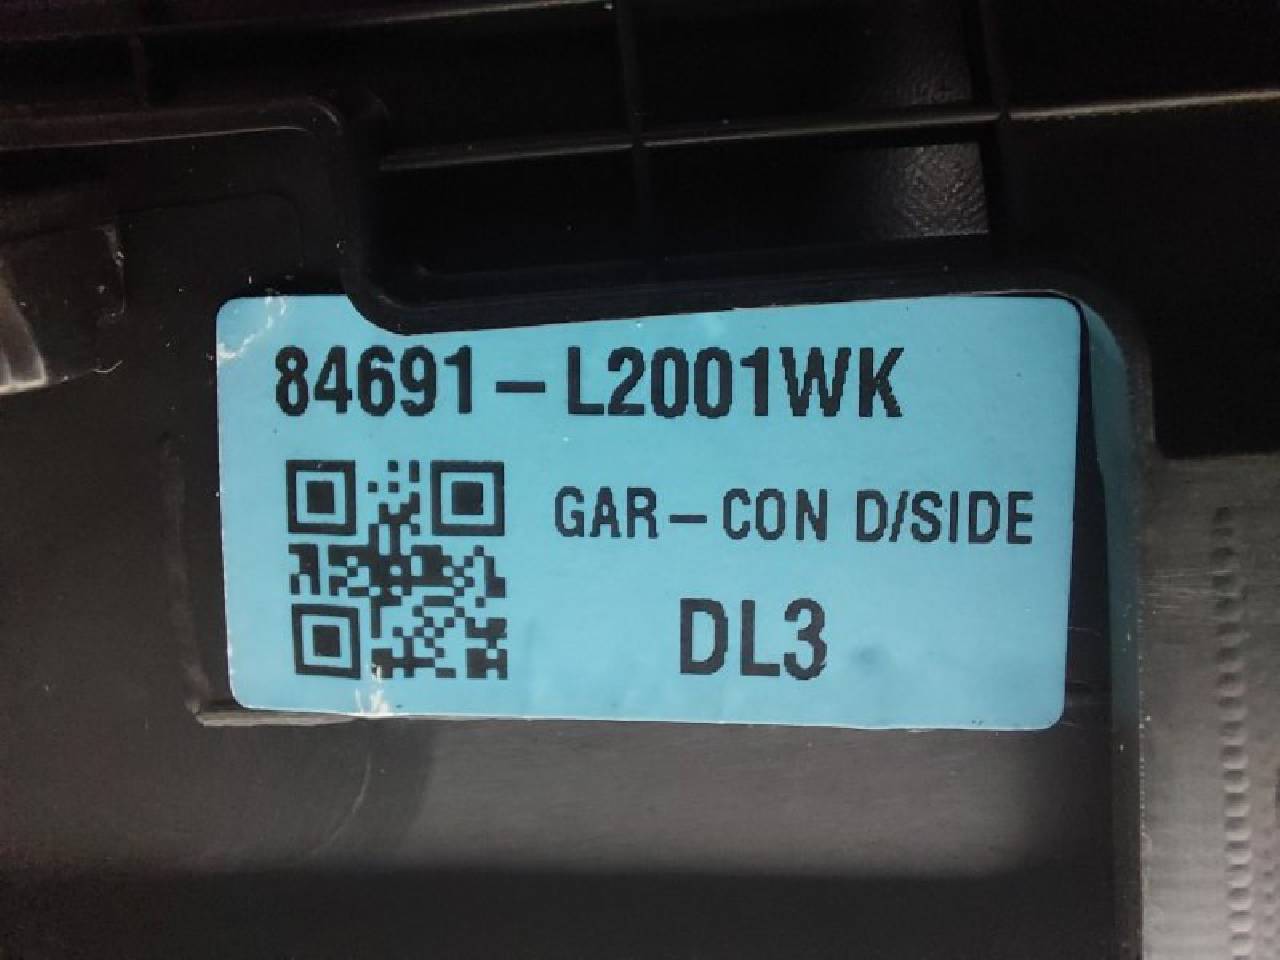 84691-L2001WK
GAR-CON D/SIDE
DL3